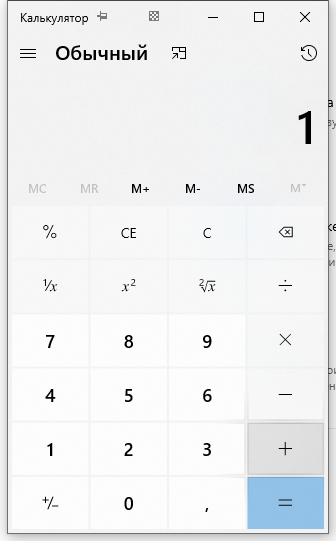 Калькулятор
Обычный
1
MC MR M+ M- MS M˅
% CE C
¹/x x² ²√x ÷
7 8 9 ×
4 5 6 −
1 2 3 +
+/− 0 , =